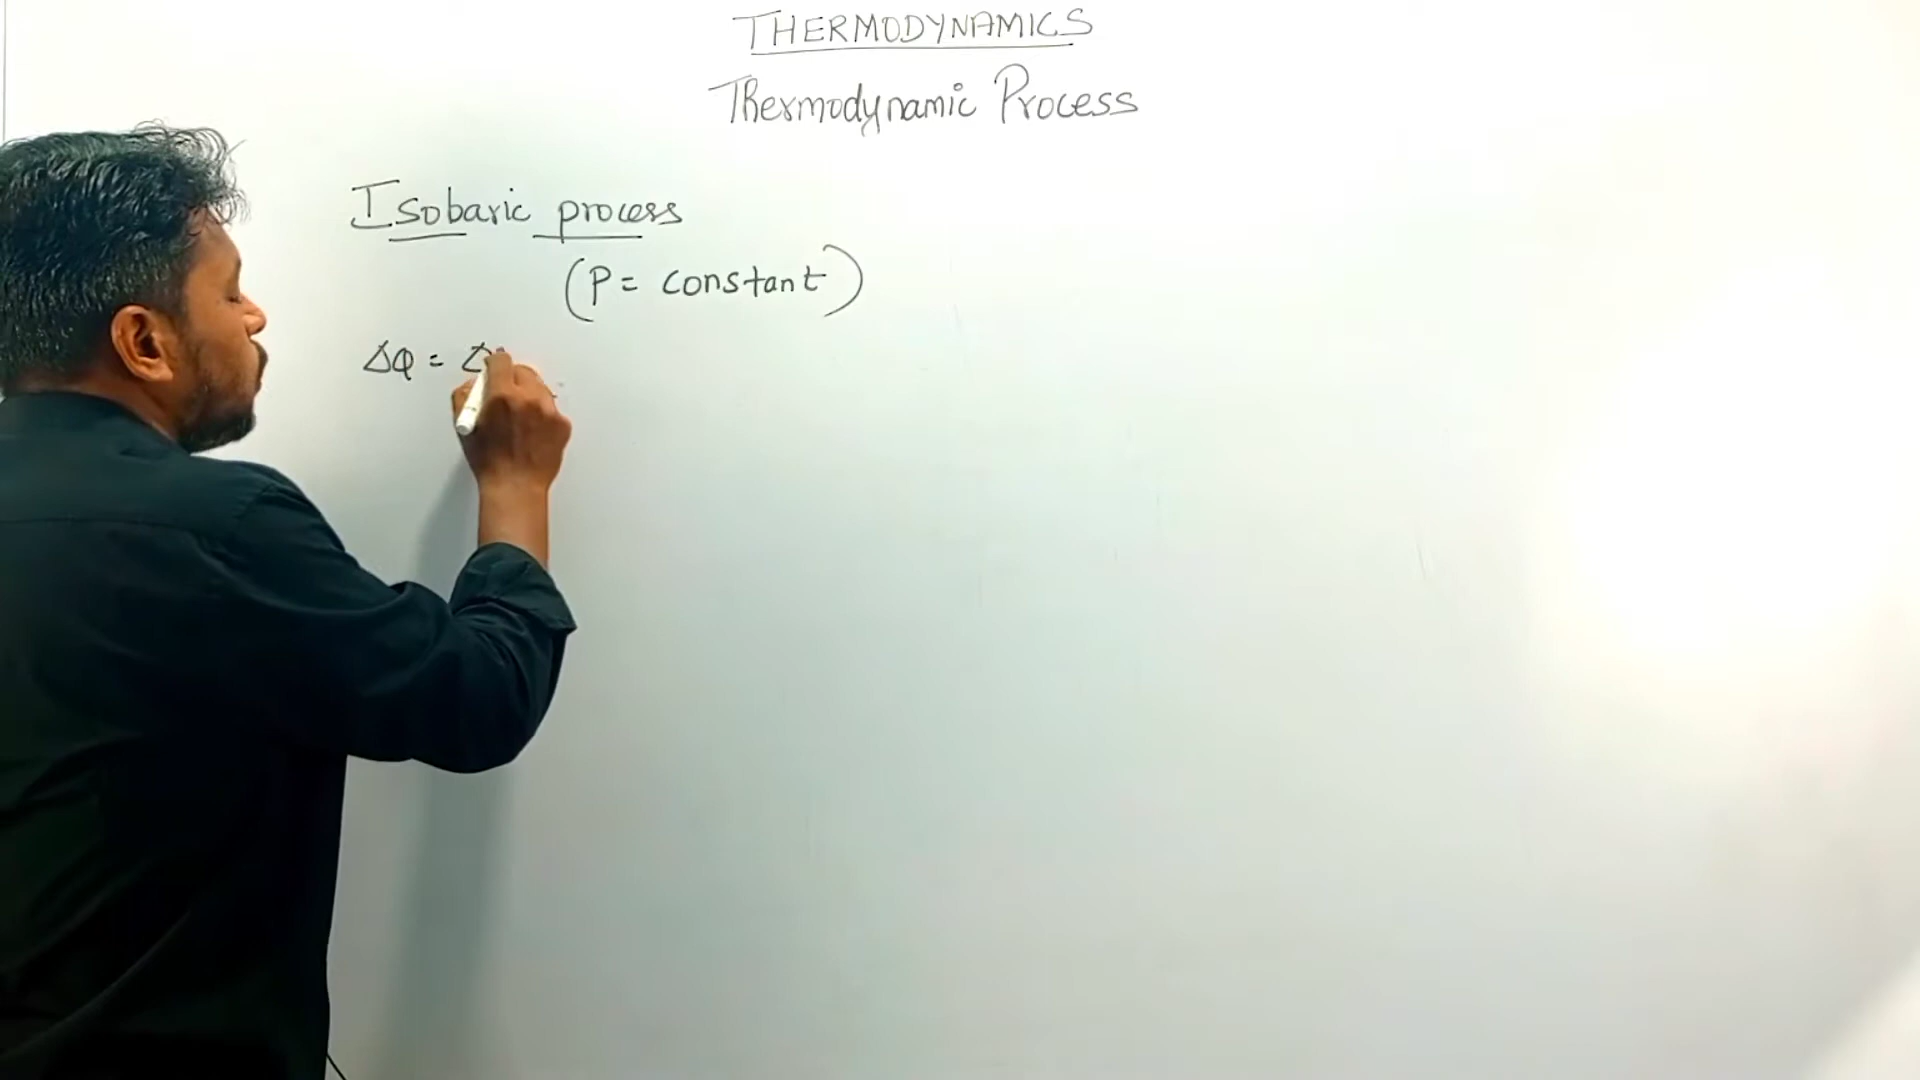 THERMODYNAMICS
Thermodynamic Process
Isobaric process
(P = constant)
ΔQ = Δ